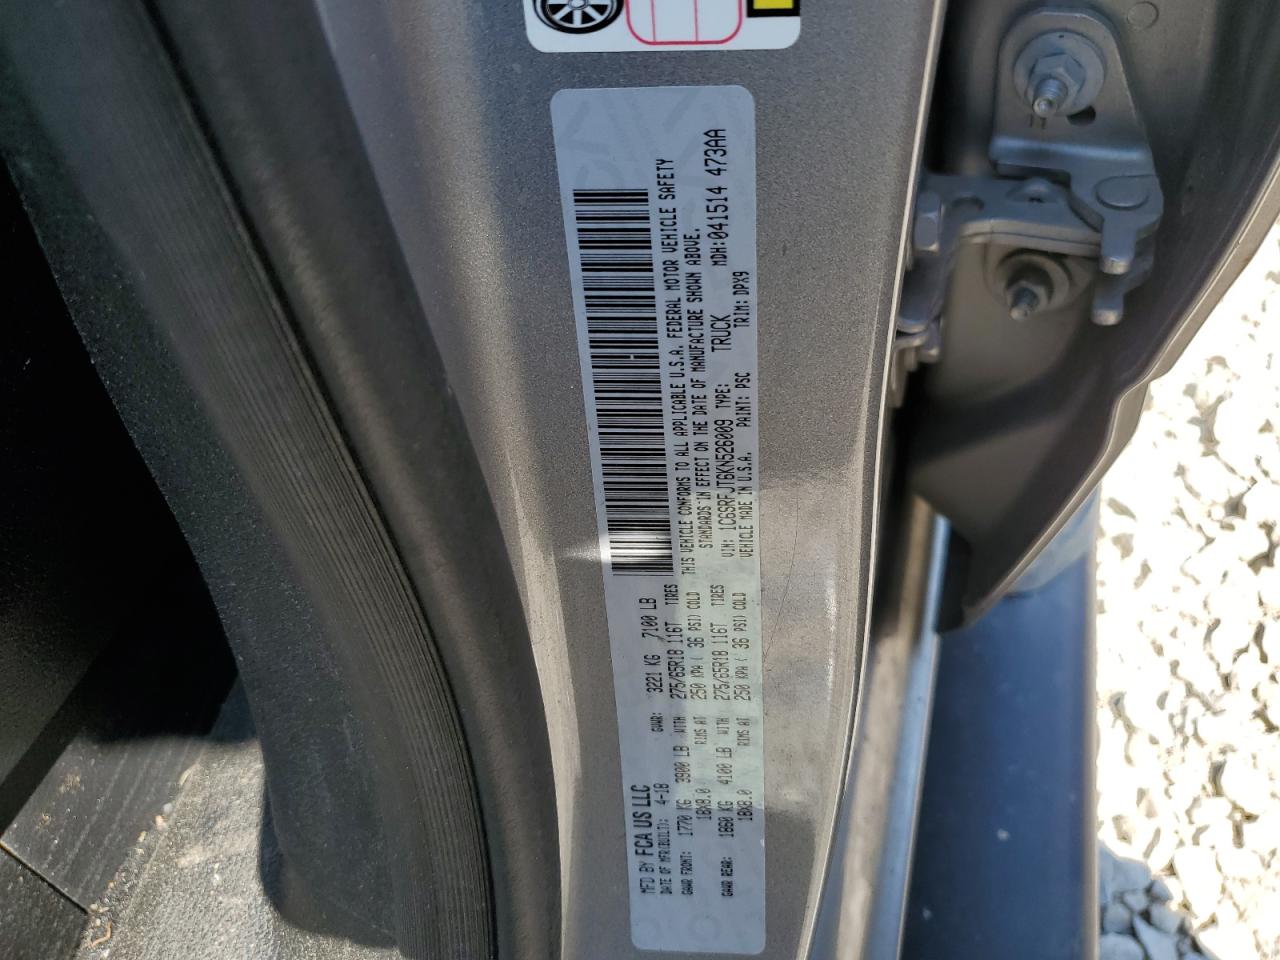 MFD BY FCA US LLC
DATE OF MFR(BUILT): 4-18 GVWR: 3221 KG 7100 LB
GAWR FRONT: 1770 KG 3900 LB WITH 275/65R18 116T TIRES
18X8.0 RIMS AT 250 KPA ( 36 PSI) COLD
GAWR REAR: 1860 KG 4100 LB WITH 275/65R18 116T TIRES
18X8.0 RIMS AT 250 KPA ( 36 PSI) COLD
THIS VEHICLE CONFORMS TO ALL APPLICABLE U.S.A. FEDERAL MOTOR VEHICLE SAFETY
STANDARDS IN EFFECT ON THE DATE OF MANUFACTURE SHOWN ABOVE.
VIN: 1C6SRFJT6KN526009 TYPE: TRUCK MDH:041514 473AA
VEHICLE MADE IN U.S.A. PAINT: PSC TRIM: DPX9